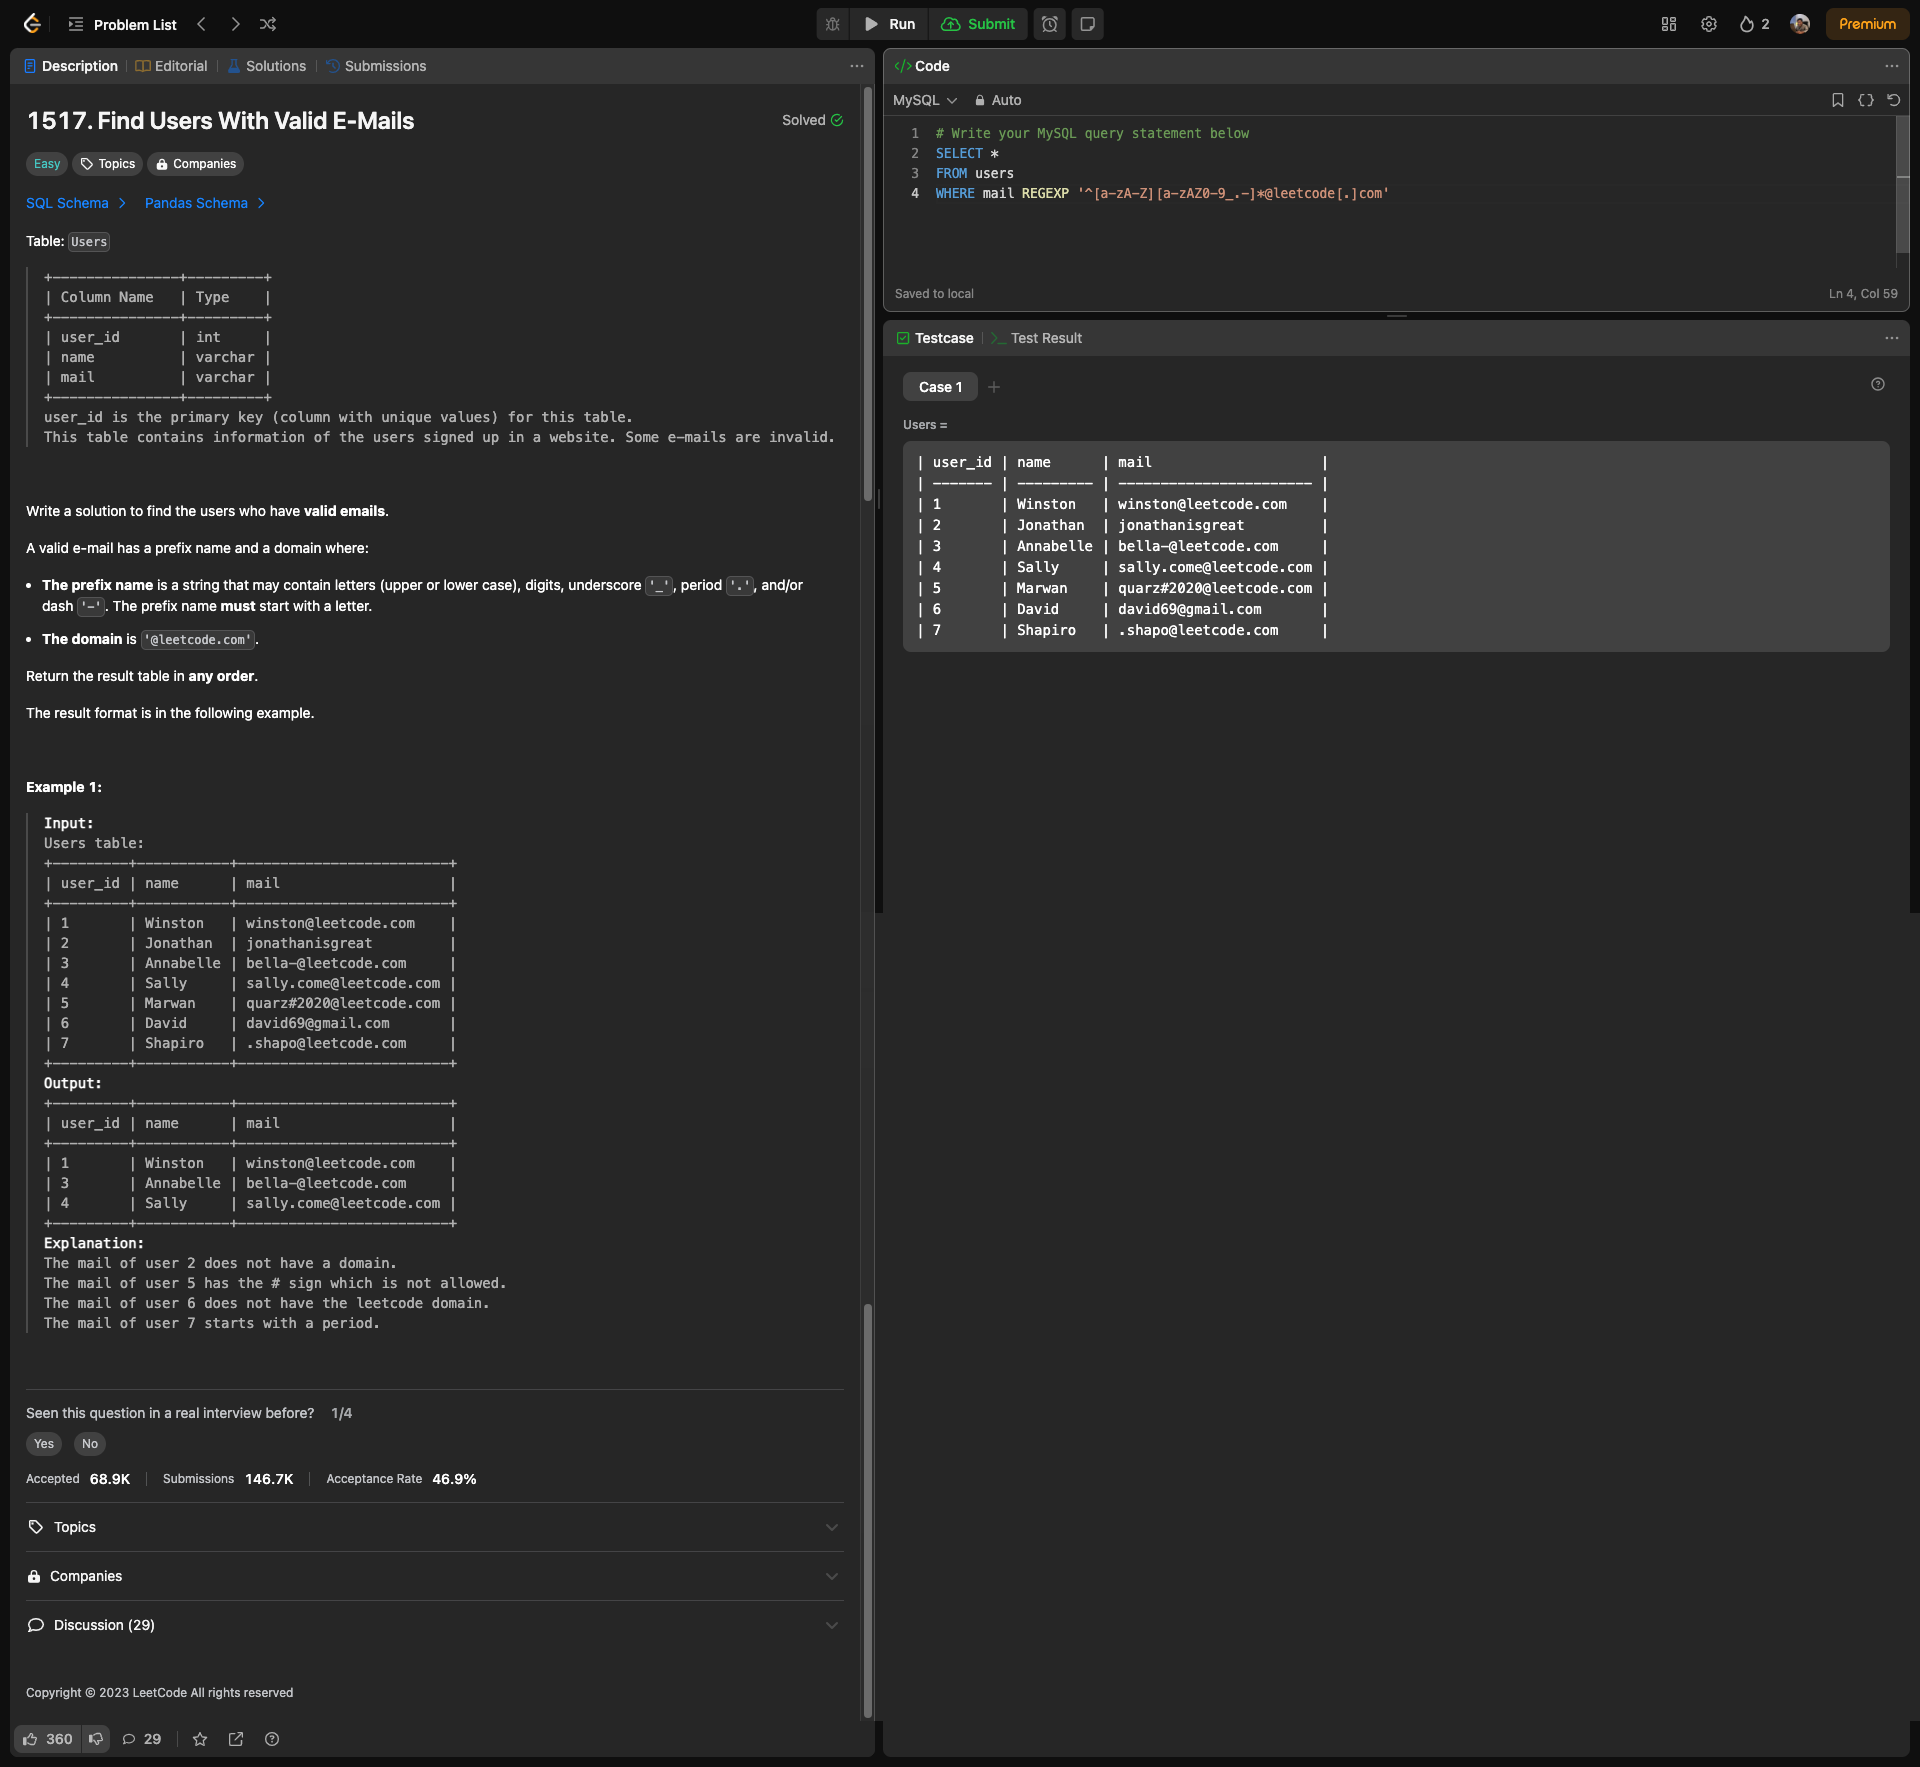 Problem List
Run
Submit
2
Premium
Description
Editorial
Solutions
Submissions
1517. Find Users With Valid E-Mails
Solved
Easy
Topics
Companies
SQL Schema
Pandas Schema
Table: Users
+---------------+---------+
| Column Name   | Type    |
+---------------+---------+
| user_id       | int     |
| name          | varchar |
| mail          | varchar |
+---------------+---------+
user_id is the primary key (column with unique values) for this table.
This table contains information of the users signed up in a website. Some e-mails are invalid.
Write a solution to find the users who have valid emails.
A valid e-mail has a prefix name and a domain where:
• The prefix name is a string that may contain letters (upper or lower case), digits, underscore '_', period '.', and/or
dash '-'. The prefix name must start with a letter.
• The domain is '@leetcode.com'.
Return the result table in any order.
The result format is in the following example.
Example 1:
Input:
Users table:
+---------+-----------+-------------------------+
| user_id | name      | mail                    |
+---------+-----------+-------------------------+
| 1       | Winston   | winston@leetcode.com    |
| 2       | Jonathan  | jonathanisgreat         |
| 3       | Annabelle | bella-@leetcode.com     |
| 4       | Sally     | sally.come@leetcode.com |
| 5       | Marwan    | quarz#2020@leetcode.com |
| 6       | David     | david69@gmail.com       |
| 7       | Shapiro   | .shapo@leetcode.com     |
+---------+-----------+-------------------------+
Output:
+---------+-----------+-------------------------+
| user_id | name      | mail                    |
+---------+-----------+-------------------------+
| 1       | Winston   | winston@leetcode.com    |
| 3       | Annabelle | bella-@leetcode.com     |
| 4       | Sally     | sally.come@leetcode.com |
+---------+-----------+-------------------------+
Explanation:
The mail of user 2 does not have a domain.
The mail of user 5 has the # sign which is not allowed.
The mail of user 6 does not have the leetcode domain.
The mail of user 7 starts with a period.
Seen this question in a real interview before? 1/4
Yes No
Accepted 68.9K Submissions 146.7K Acceptance Rate 46.9%
Topics
Companies
Discussion (29)
Copyright © 2023 LeetCode All rights reserved
360 29
</> Code
MySQL Auto
1 # Write your MySQL query statement below
2 SELECT *
3 FROM users
4 WHERE mail REGEXP '^[a-zA-Z][a-zAZ0-9_.-]*@leetcode[.]com'
Saved to local
Ln 4, Col 59
Testcase
>_ Test Result
Case 1 +
Users =
| user_id | name      | mail                    |
| ------- | --------- | ----------------------- |
| 1       | Winston   | winston@leetcode.com    |
| 2       | Jonathan  | jonathanisgreat         |
| 3       | Annabelle | bella-@leetcode.com     |
| 4       | Sally     | sally.come@leetcode.com |
| 5       | Marwan    | quarz#2020@leetcode.com |
| 6       | David     | david69@gmail.com       |
| 7       | Shapiro   | .shapo@leetcode.com     |